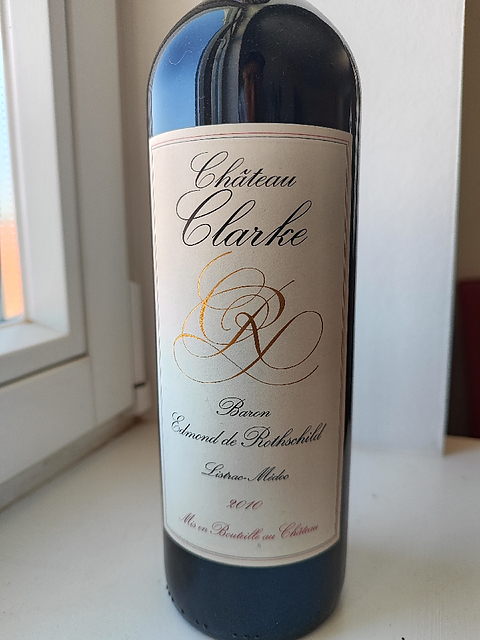 Château
Clarke
Baron
Edmond de Rothschild
Listrac-Médoc
2010
Mis en Bouteille au Château